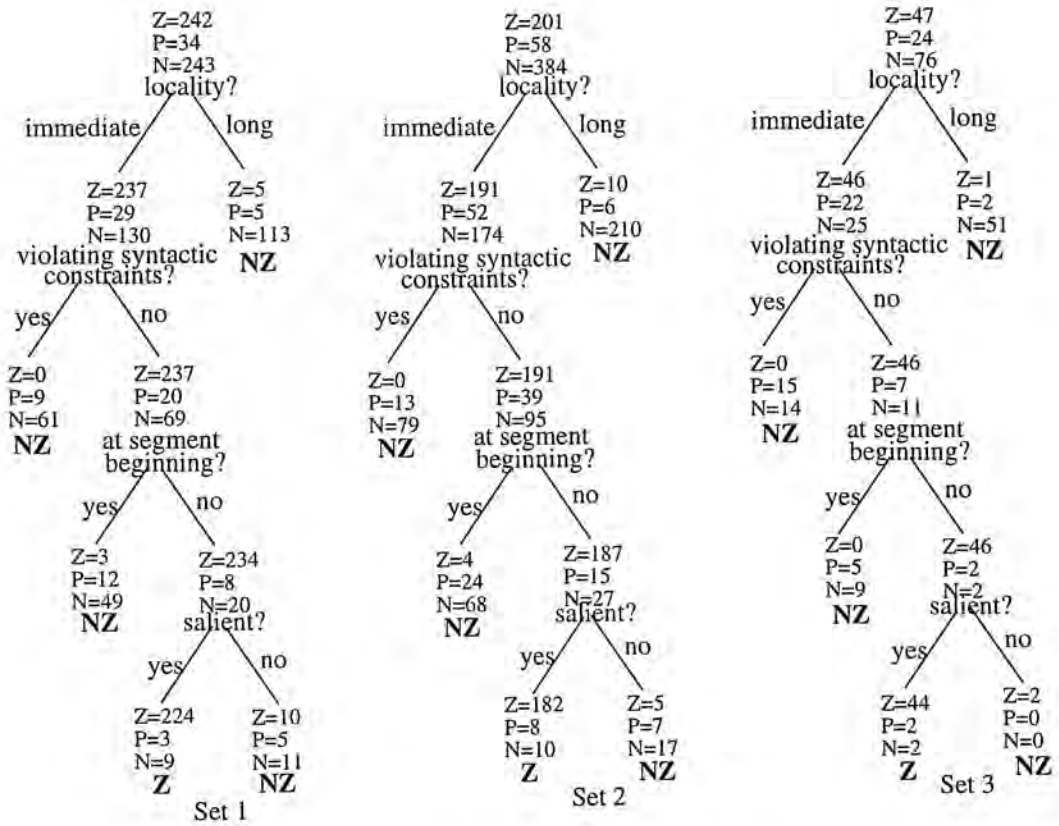 Z=242
P=34
N=243
locality?
immediate
long
Z=237
P=29
N=130
Z=5
P=5
N=113
NZ
violating syntactic
constraints?
yes
no
Z=0
P=9
N=61
NZ
Z=237
P=20
N=69
at segment
beginning?
yes
no
Z=3
P=12
N=49
NZ
Z=234
P=8
N=20
salient?
yes
no
Z=224
P=3
N=9
Z
Z=10
P=5
N=11
NZ
Set 1
Z=201
P=58
N=384
locality?
immediate
long
Z=191
P=52
N=174
Z=10
P=6
N=210
NZ
violating syntactic
constraints?
yes
no
Z=0
P=13
N=79
NZ
Z=191
P=39
N=95
at segment
beginning?
yes
no
Z=4
P=24
N=68
NZ
Z=187
P=15
N=27
salient?
yes
no
Z=182
P=8
N=10
Z
Z=5
P=7
N=17
NZ
Set 2
Z=47
P=24
N=76
locality?
immediate
long
Z=46
P=22
N=25
Z=1
P=2
N=51
NZ
violating syntactic
constraints?
yes
no
Z=0
P=15
N=14
NZ
Z=46
P=7
N=11
at segment
beginning?
yes
no
Z=0
P=5
N=9
NZ
Z=46
P=2
N=2
salient?
yes
no
Z=44
P=2
N=2
Z
Z=2
P=0
N=0
NZ
Set 3